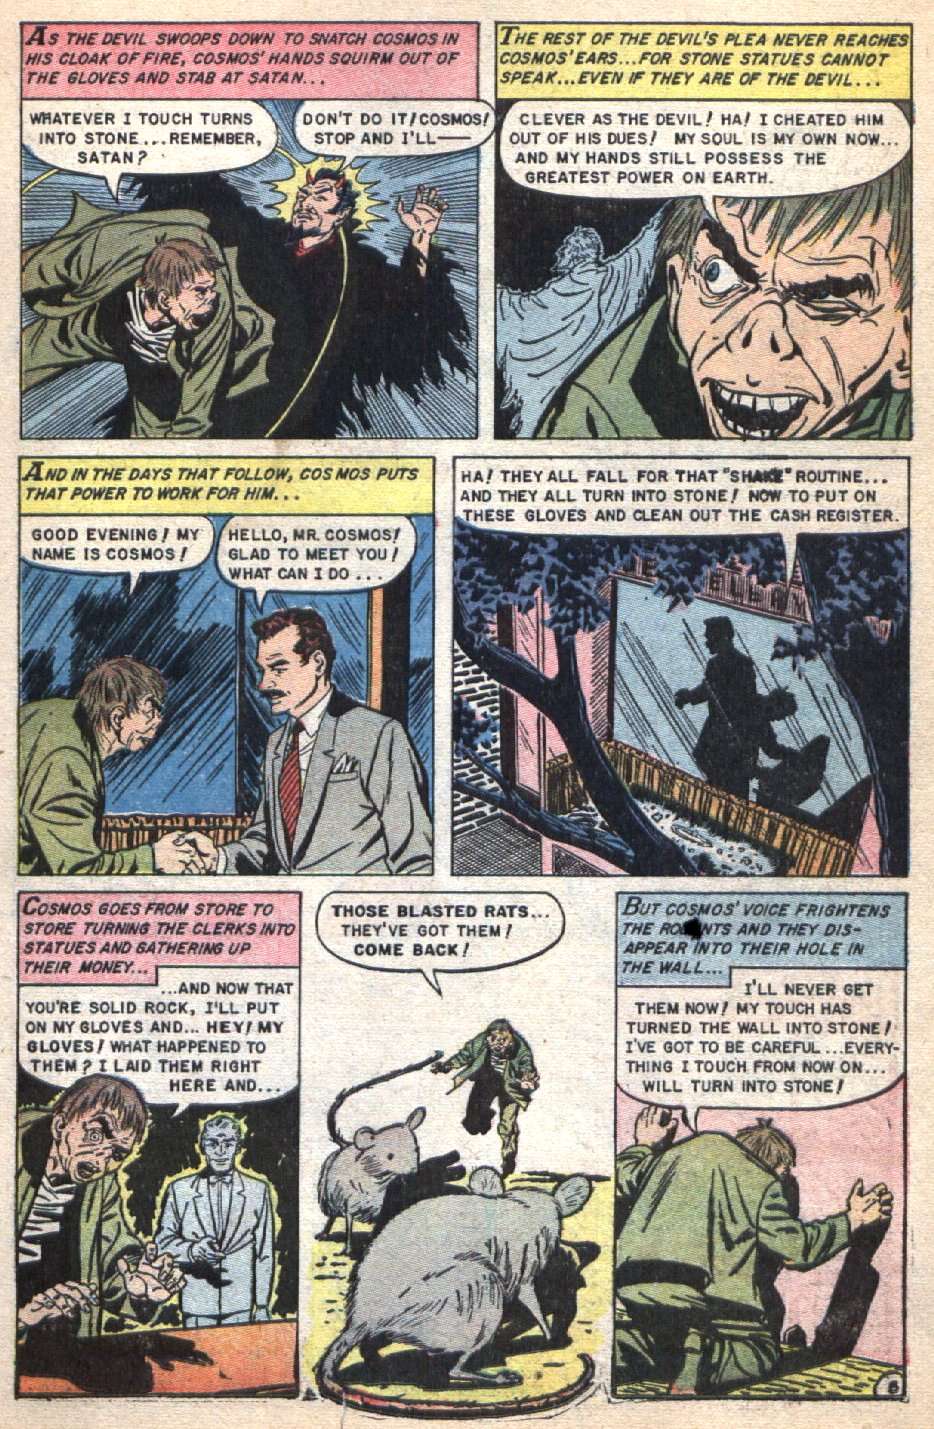 AS THE DEVIL SWOOPS DOWN TO SNATCH COSMOS IN
HIS CLOAK OF FIRE, COSMOS' HANDS SQUIRM OUT OF
THE GLOVES AND STAB AT SATAN...
WHATEVER I TOUCH TURNS
INTO STONE....REMEMBER,
SATAN?
DON'T DO IT! COSMOS!
STOP AND I'LL—
THE REST OF THE DEVIL'S PLEA NEVER REACHES
COSMOS' EARS...FOR STONE STATUES CANNOT
SPEAK...EVEN IF THEY ARE OF THE DEVIL...
CLEVER AS THE DEVIL! HA! I CHEATED HIM
OUT OF HIS DUES! MY SOUL IS MY OWN NOW...
AND MY HANDS STILL POSSESS THE
GREATEST POWER ON EARTH.
AND IN THE DAYS THAT FOLLOW, COSMOS PUTS
THAT POWER TO WORK FOR HIM...
GOOD EVENING! MY
NAME IS COSMOS!
HELLO, MR. COSMOS!
GLAD TO MEET YOU!
WHAT CAN I DO ...
HA! THEY ALL FALL FOR THAT "SHAKE" ROUTINE...
AND THEY ALL TURN INTO STONE! NOW TO PUT ON
THESE GLOVES AND CLEAN OUT THE CASH REGISTER.
COSMOS GOES FROM STORE TO
STORE TURNING THE CLERKS INTO
STATUES AND GATHERING UP
THEIR MONEY...
...AND NOW THAT
YOU'RE SOLID ROCK, I'LL PUT
ON MY GLOVES AND... HEY! MY
GLOVES! WHAT HAPPENED TO
THEM? I LAID THEM RIGHT
HERE AND...
THOSE BLASTED RATS...
THEY'VE GOT THEM!
COME BACK!
BUT COSMOS' VOICE FRIGHTENS
THE RODENTS AND THEY DIS-
APPEAR INTO THEIR HOLE IN
THE WALL...
I'LL NEVER GET
THEM NOW! MY TOUCH HAS
TURNED THE WALL INTO STONE!
I'VE GOT TO BE CAREFUL...EVERY-
THING I TOUCH FROM NOW ON...
WILL TURN INTO STONE!